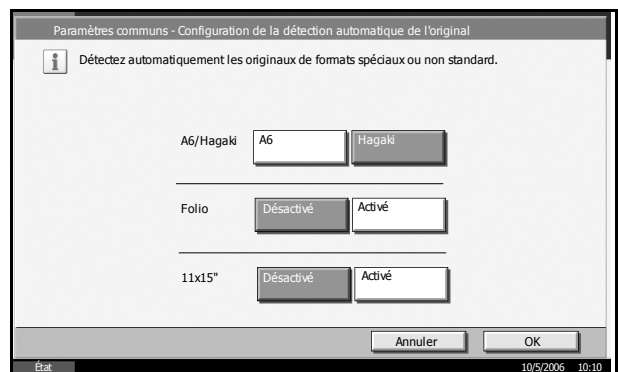 Paramètres communs - Configuration de la détection automatique de l'original
Détectez automatiquement les originaux de formats spéciaux ou non standard.
A6/Hagaki A6 Hagaki
Folio Désactivé Activé
11x15" Désactivé Activé
Annuler OK
État 10/5/2006 10:10